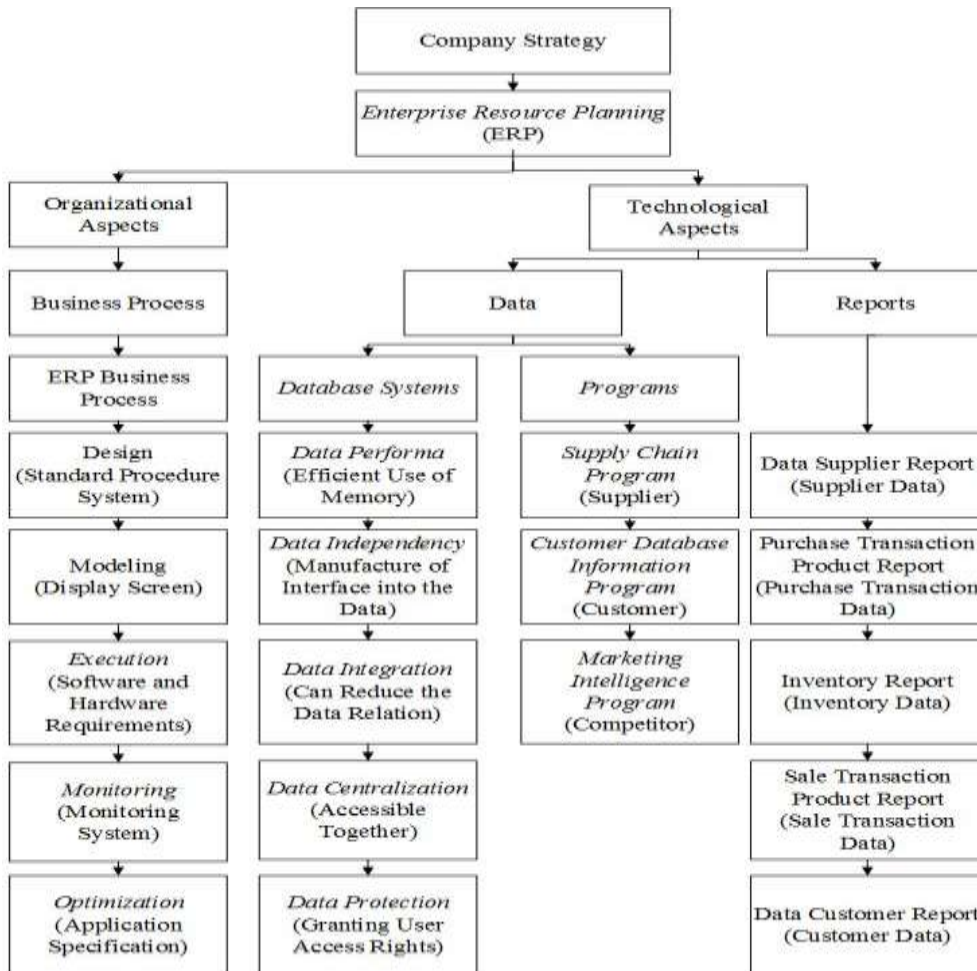 Company Strategy
Enterprise Resource Planning
(ERP)
Organizational
Aspects
Technological
Aspects
Business Process
Data
Reports
ERP Business
Process
Database Systems
Programs
Design
(Standard Procedure
System)
Data Performa
(Efficient Use of
Memory)
Supply Chain
Program
(Supplier)
Data Supplier Report
(Supplier Data)
Modeling
(Display Screen)
Data Independency
(Manufacture of
Interface into the
Data)
Customer Database
Information
Program
(Customer)
Purchase Transaction
Product Report
(Purchase Transaction
Data)
Execution
(Software and
Hardware
Requirements)
Data Integration
(Can Reduce the
Data Relation)
Marketing
Intelligence
Program
(Competitor)
Inventory Report
(Inventory Data)
Monitoring
(Monitoring
System)
Data Centralization
(Accessible
Together)
Sale Transaction
Product Report
(Sale Transaction
Data)
Optimization
(Application
Specification)
Data Protection
(Granting User
Access Rights)
Data Customer Report
(Customer Data)